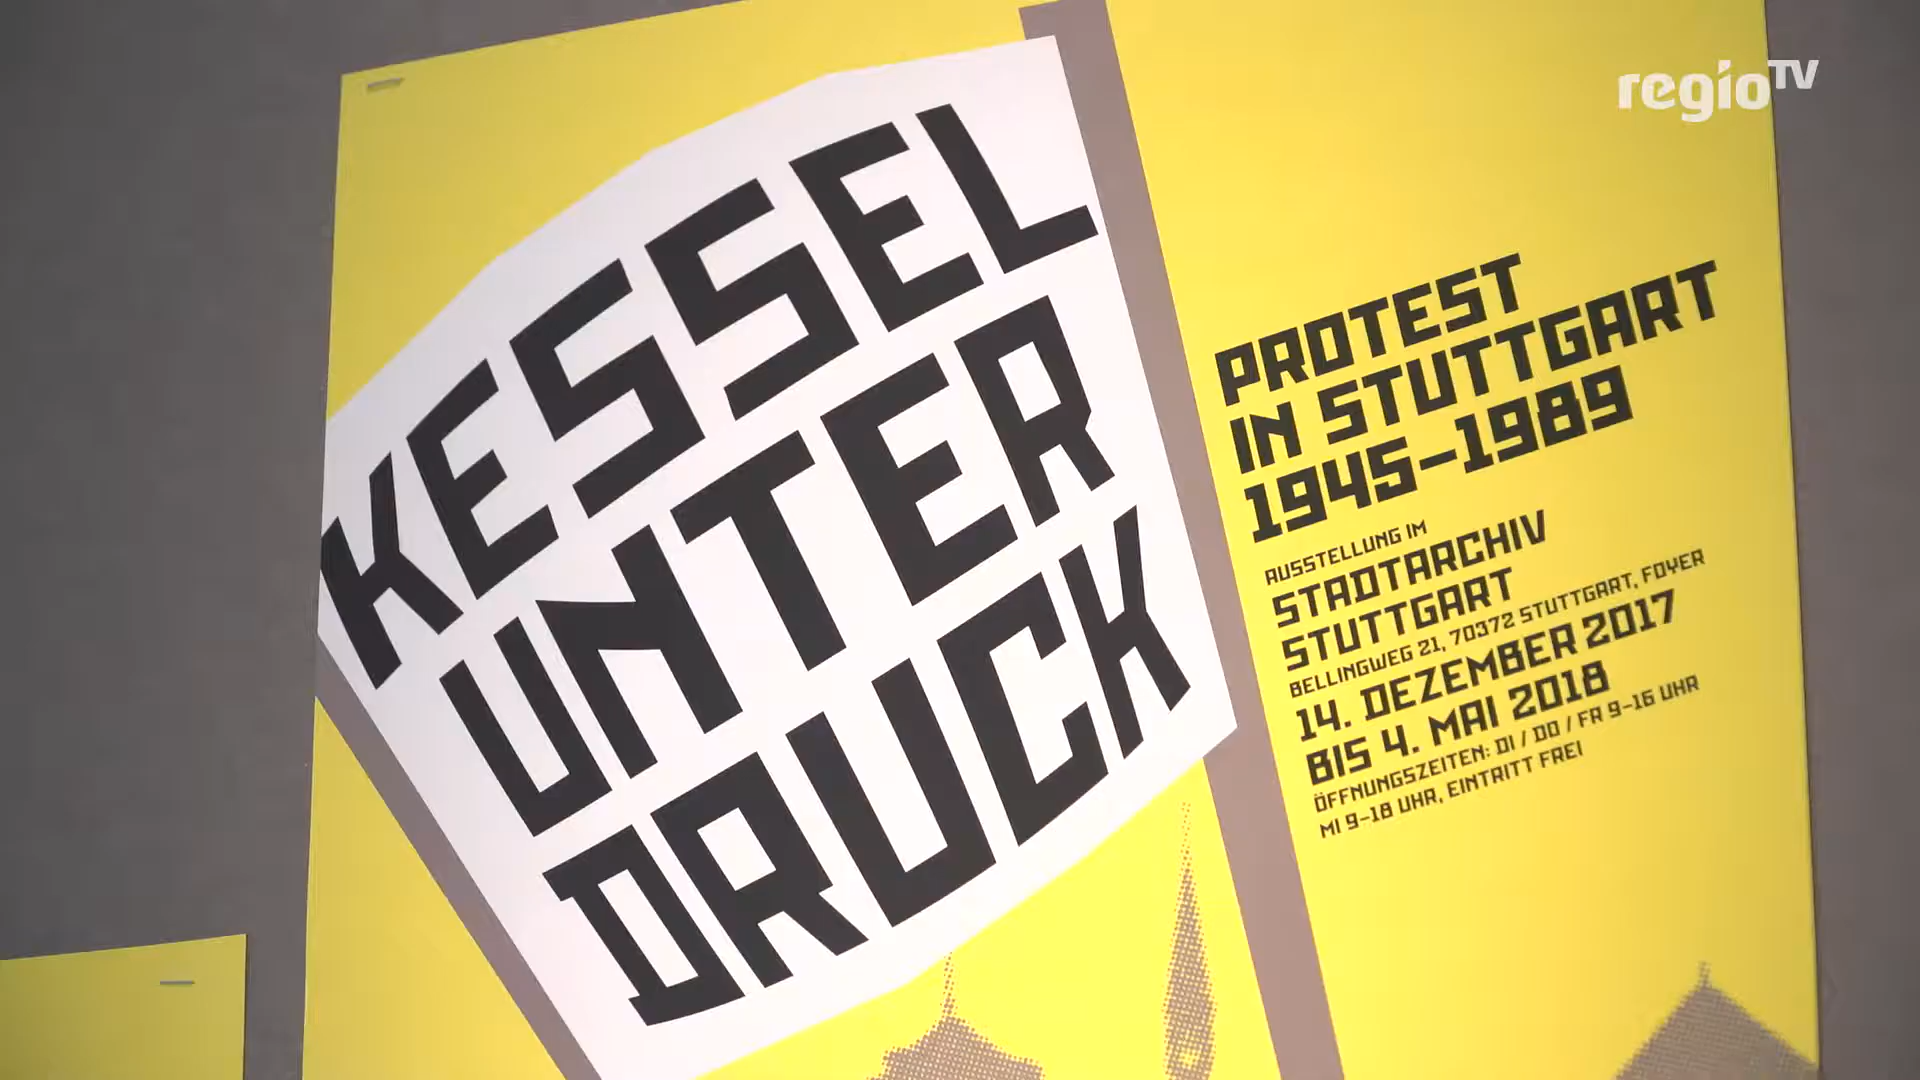 regioTV
KESSEL
UNTER
DRUCK
PROTEST
IN STUTTGART
1945–1989
AUSSTELLUNG IM
STADTARCHIV
STUTTGART
BELLINGWEG 21, 70372 STUTTGART, FOYER
14. DEZEMBER 2017
BIS 4. MAI 2018
ÖFFNUNGSZEITEN: DI / DO / FR 9–16 UHR
MI 9–18 UHR, EINTRITT FREI